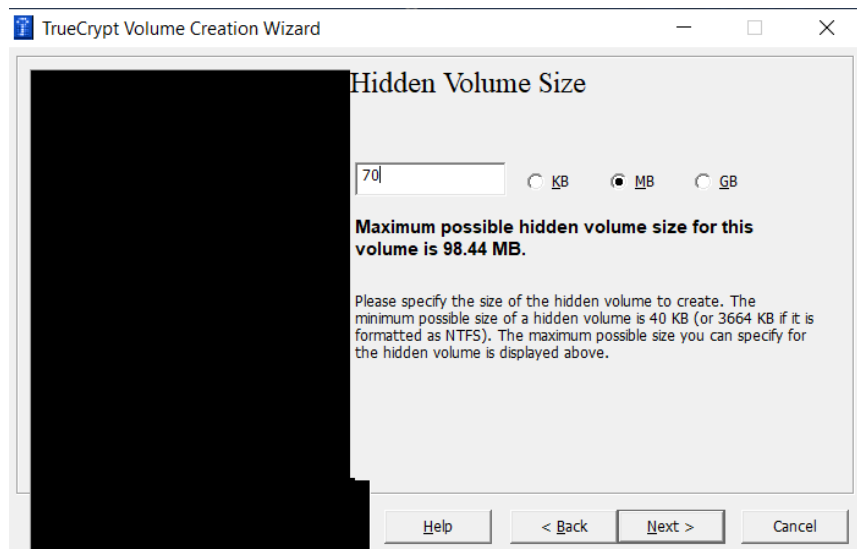 TrueCrypt Volume Creation Wizard
Hidden Volume Size
70
KB
MB
GB
Maximum possible hidden volume size for this
volume is 98.44 MB.
Please specify the size of the hidden volume to create. The
minimum possible size of a hidden volume is 40 KB (or 3664 KB if it is
formatted as NTFS). The maximum possible size you can specify for
the hidden volume is displayed above.
Help
< Back
Next >
Cancel